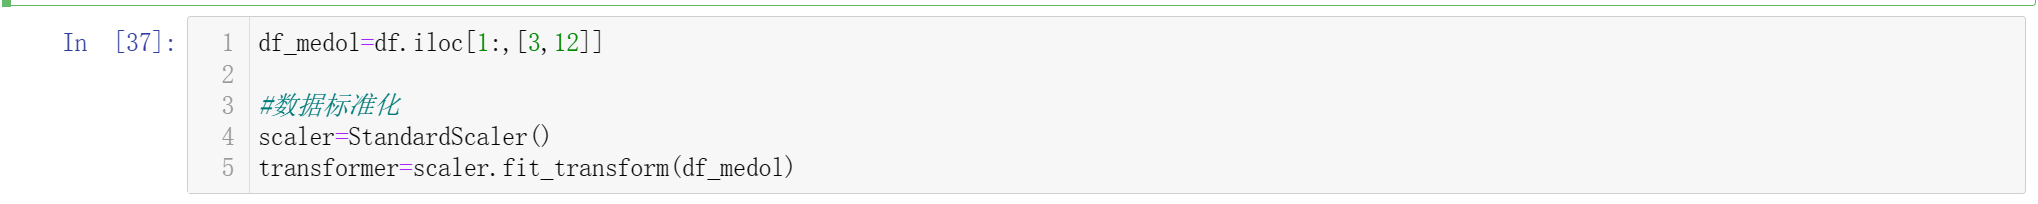 In [37]:
1 df_medol=df.iloc[1:,[3,12]]
2
3 #数据标准化
4 scaler=StandardScaler()
5 transformer=scaler.fit_transform(df_medol)